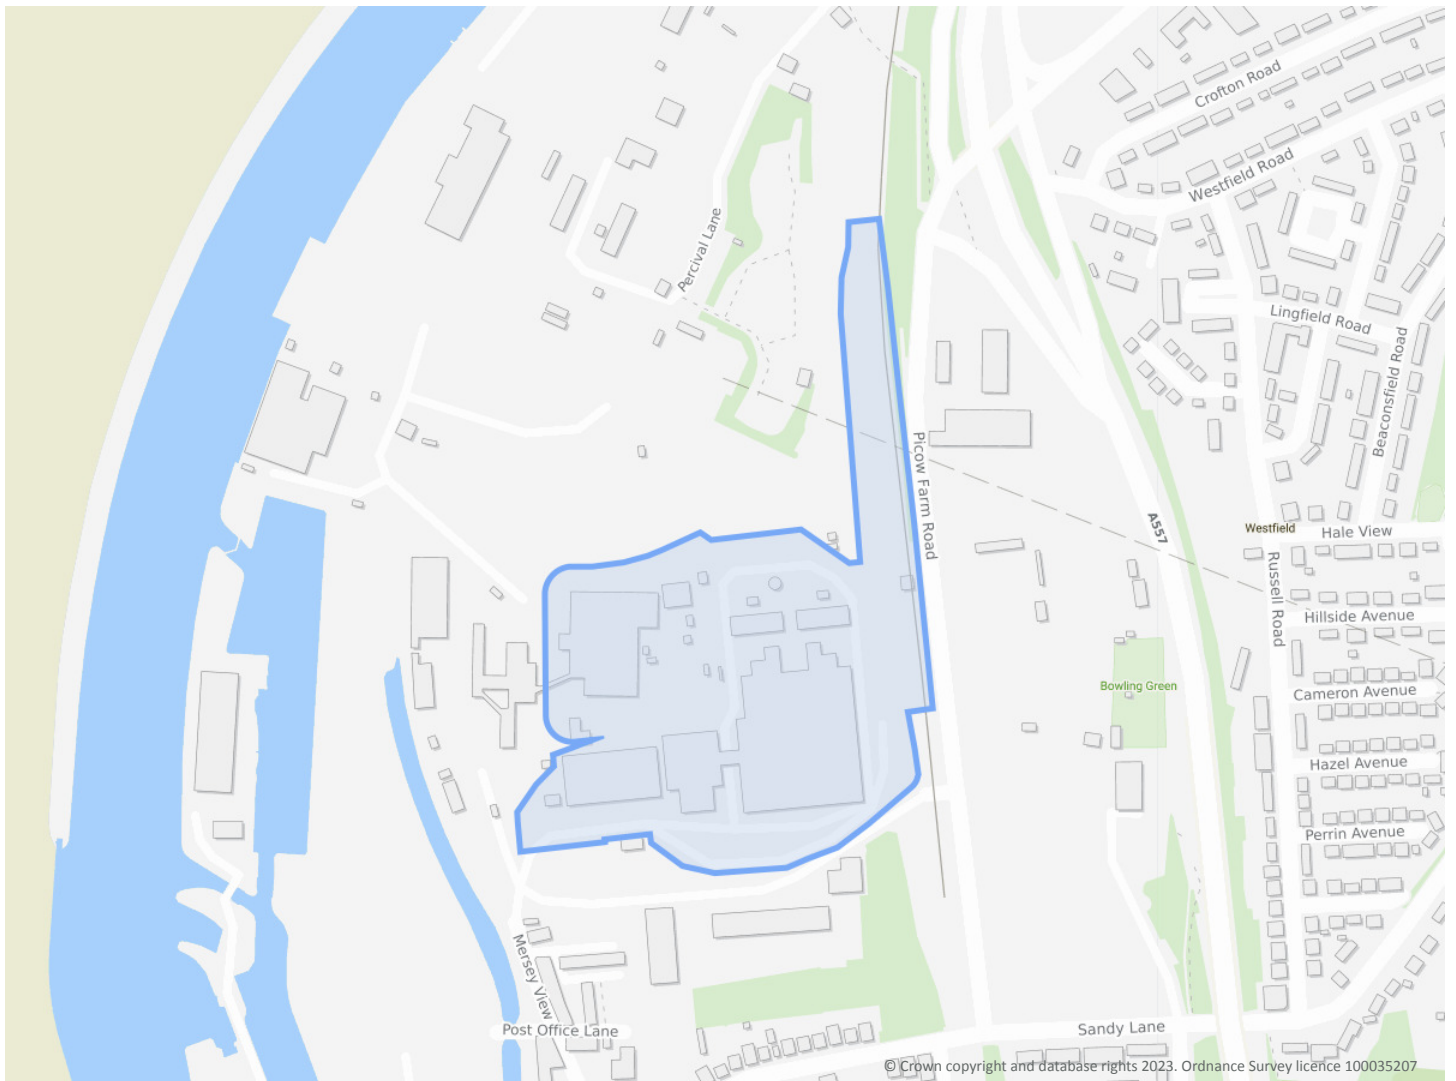 Crofton Road
Westfield Road
Percival Lane
Lingfield Road
Beaconsfield Road
Picow Farm Road
A557
Westfield
Hale View
Russell Road
Hillside Avenue
Bowling Green
Cameron Avenue
Hazel Avenue
Perrin Avenue
Mersey View
Post Office Lane
Sandy Lane
© Crown copyright and database rights 2023. Ordnance Survey licence 100035207